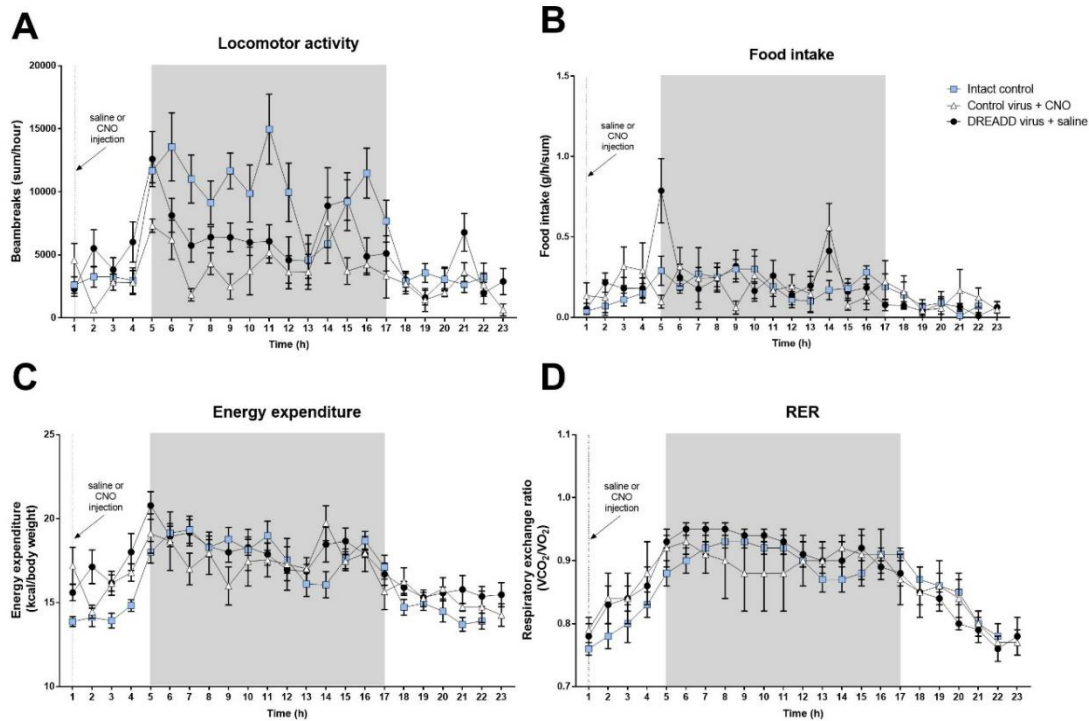 A
Locomotor activity
20000
15000
10000
5000
0
Beambreaks (sum/hour)
saline or
CNO
injection
1 2 3 4 5 6 7 8 9 10 11 12 13 14 15 16 17 18 19 20 21 22 23
Time (h)
B
Food intake
1.5
1.0
0.5
0.0
Food intake (g/h/sum)
saline or
CNO
injection
1 2 3 4 5 6 7 8 9 10 11 12 13 14 15 16 17 18 19 20 21 22 23
Time (h)
Intact control
Control virus + CNO
DREADD virus + saline
C
Energy expenditure
25
20
15
10
Energy expenditure
(kcal/body weight)
saline or
CNO
injection
1 2 3 4 5 6 7 8 9 10 11 12 13 14 15 16 17 18 19 20 21 22 23
Time (h)
D
RER
1.1
1.0
0.9
0.8
0.7
Respiratory exchange ratio
(VCO2/VO2)
saline or
CNO
injection
1 2 3 4 5 6 7 8 9 10 11 12 13 14 15 16 17 18 19 20 21 22 23
Time (h)